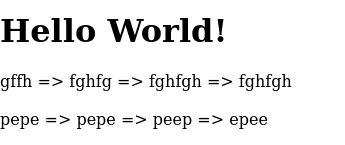 Hello World!
gffh => fghfg => fghfgh => fghfgh
pepe => pepe => peep => epee